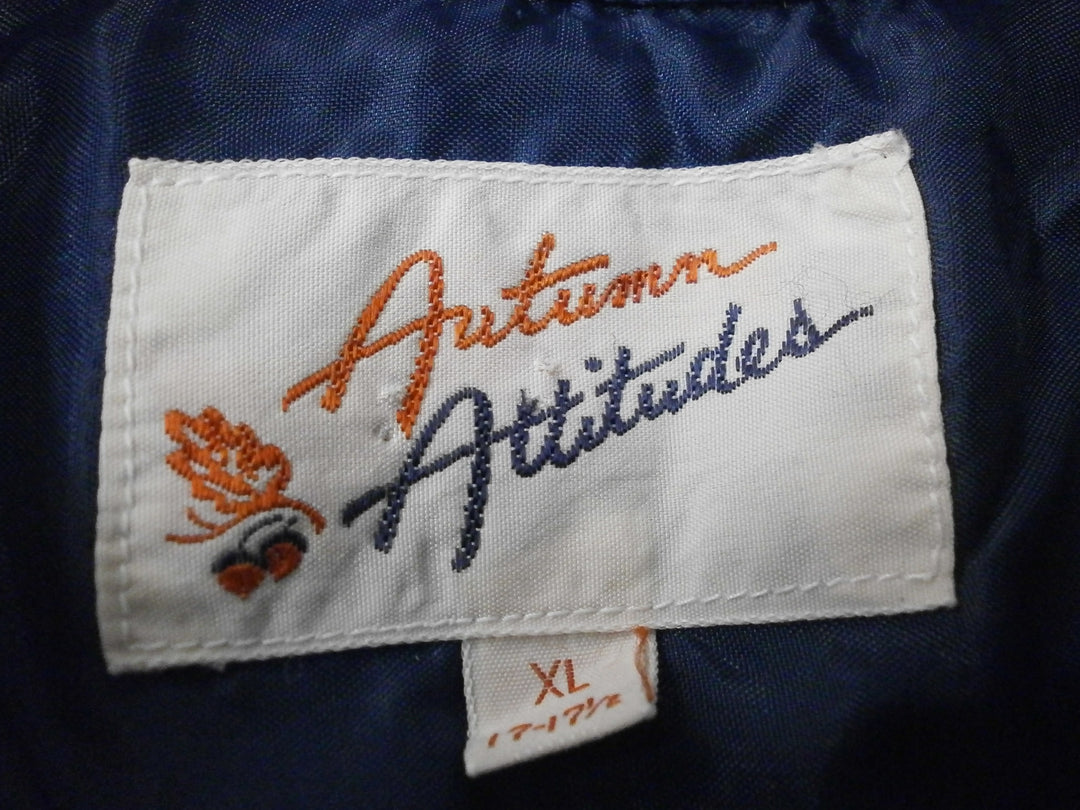 Autumn
Attitudes
XL
17-17½